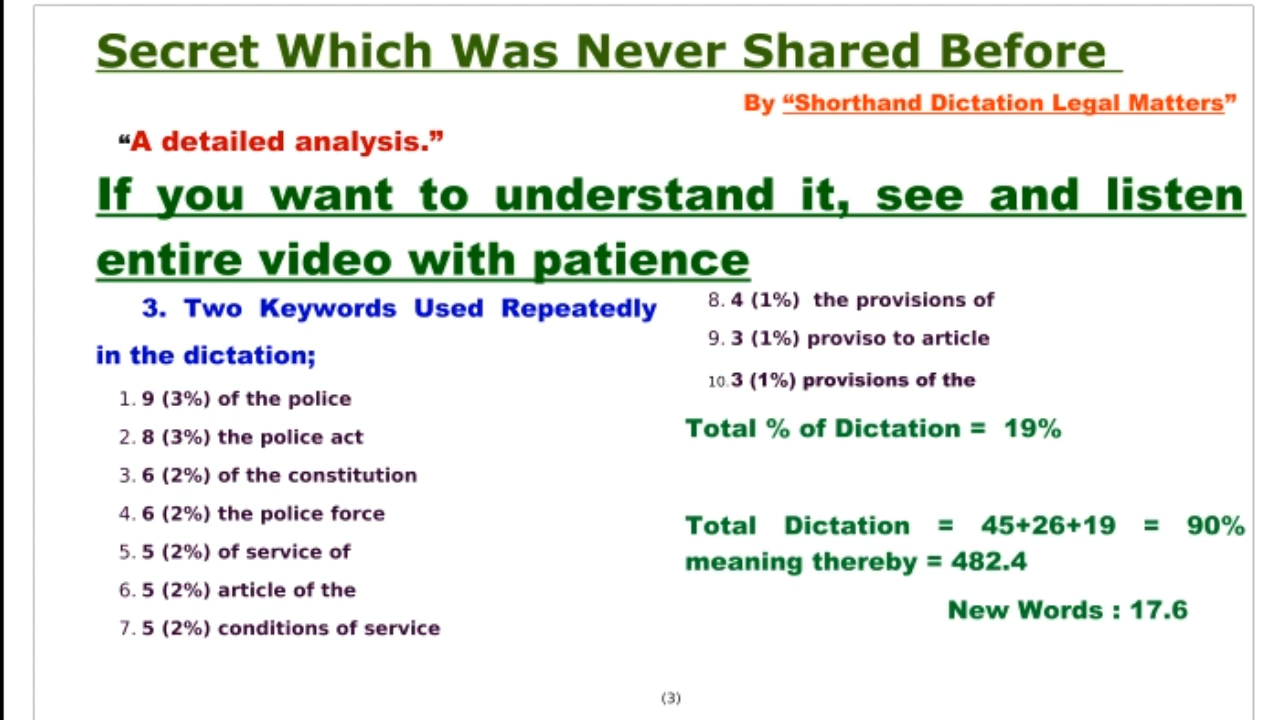 Secret Which Was Never Shared Before
By “Shorthand Dictation Legal Matters”
“A detailed analysis.”
If you want to understand it, see and listen
entire video with patience
3. Two Keywords Used Repeatedly
in the dictation;
1. 9 (3%) of the police
2. 8 (3%) the police act
3. 6 (2%) of the constitution
4. 6 (2%) the police force
5. 5 (2%) of service of
6. 5 (2%) article of the
7. 5 (2%) conditions of service
8. 4 (1%) the provisions of
9. 3 (1%) proviso to article
10. 3 (1%) provisions of the
Total % of Dictation = 19%
Total Dictation = 45+26+19 = 90%
meaning thereby = 482.4
New Words : 17.6
(3)